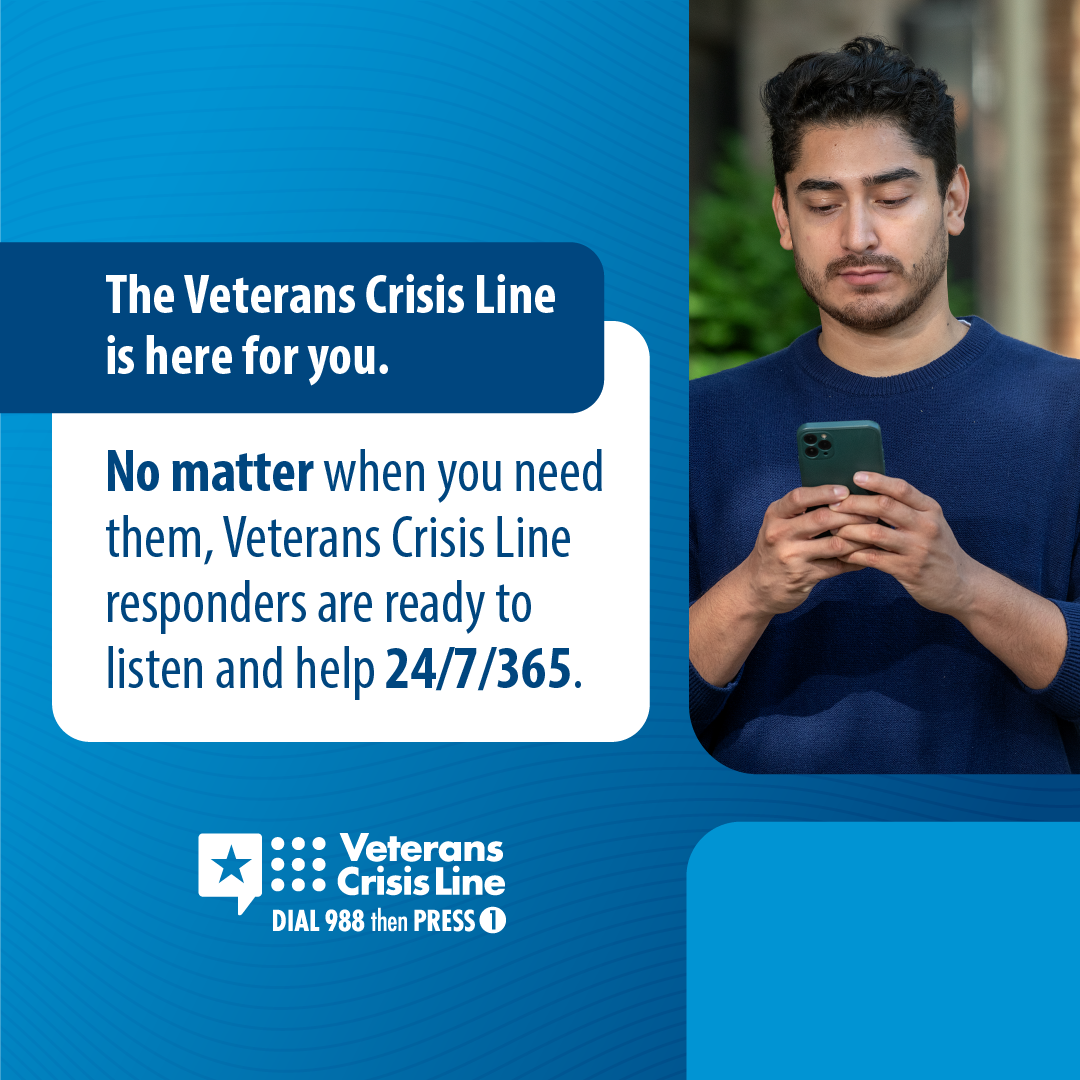 The Veterans Crisis Line
is here for you.
No matter when you need
them, Veterans Crisis Line
responders are ready to
listen and help 24/7/365.
Veterans
Crisis Line
DIAL 988 then PRESS 1